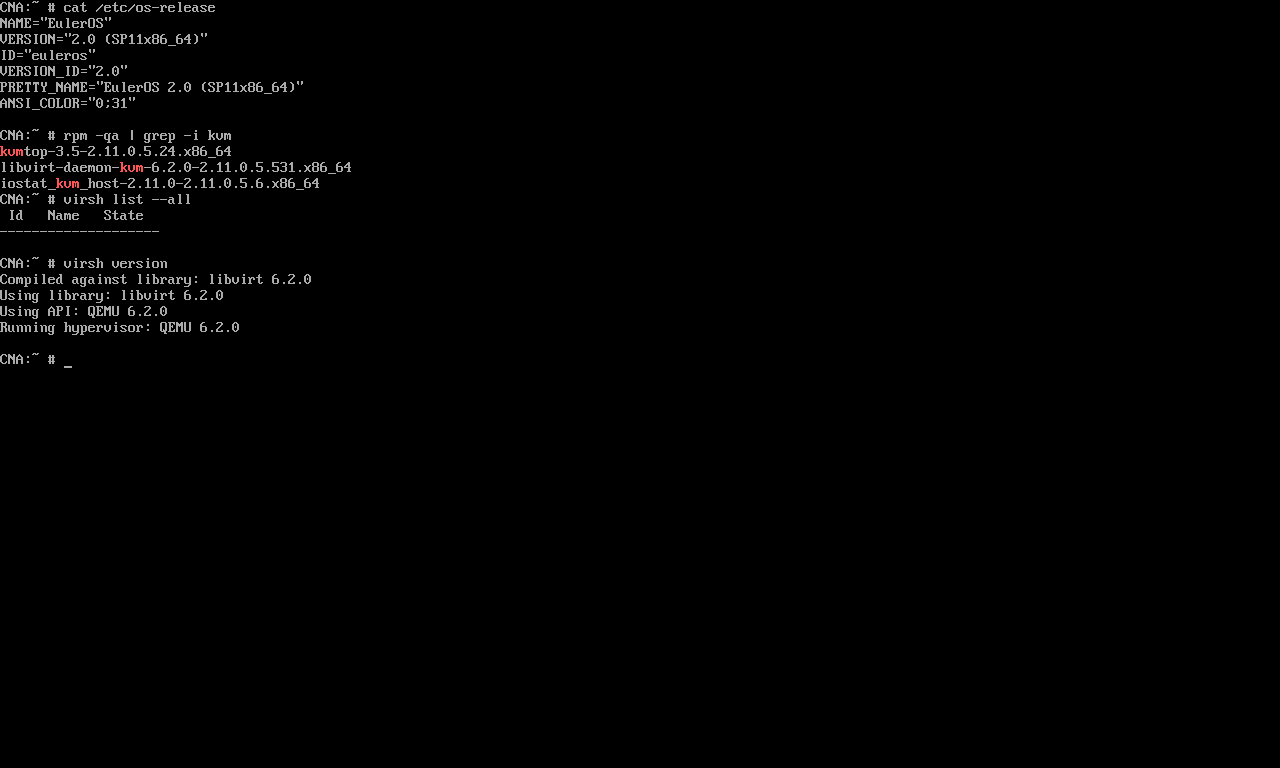 CNA:~ # cat /etc/os-release
NAME="EulerOS"
VERSION="2.0 (SP11x86_64)"
ID="euleros"
VERSION_ID="2.0"
PRETTY_NAME="EulerOS 2.0 (SP11x86_64)"
ANSI_COLOR="0;31"
CNA:~ # rpm -qa | grep -i kvm
kvmtop-3.5-2.11.0.5.24.x86_64
libvirt-daemon-kvm-6.2.0-2.11.0.5.531.x86_64
iostat_kvm_host-2.11.0-2.11.0.5.6.x86_64
CNA:~ # virsh list --all
Id Name State
--------------------
CNA:~ # virsh version
Compiled against library: libvirt 6.2.0
Using library: libvirt 6.2.0
Using API: QEMU 6.2.0
Running hypervisor: QEMU 6.2.0
CNA:~ # _